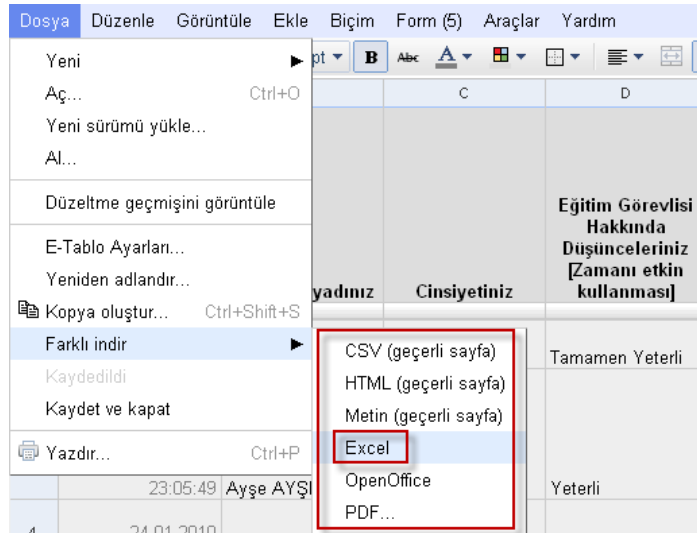 Dosya Düzenle Görüntüle Ekle Biçim Form (5) Araçlar Yardım
Yeni
pt B Abc A
Aç... Ctrl+O
C D
Yeni sürümü yükle...
Al...
Düzeltme geçmişini görüntüle
E-Tablo Ayarları...
Yeniden adlandır...
Kopya oluştur... Ctrl+Shift+S
yadınız
Cinsiyetiniz
Eğitim Görevlisi
Hakkında
Düşünceleriniz
[Zamanı etkin
kullanması]
Farklı indir
Kaydedildi
Kaydet ve kapat
Yazdır... Ctrl+P
CSV (geçerli sayfa)
HTML (geçerli sayfa)
Metin (geçerli sayfa)
Excel
OpenOffice
PDF...
Tamamen Yeterli
23:05:49 Ayşe AYŞ
Yeterli
4 24.01.2010